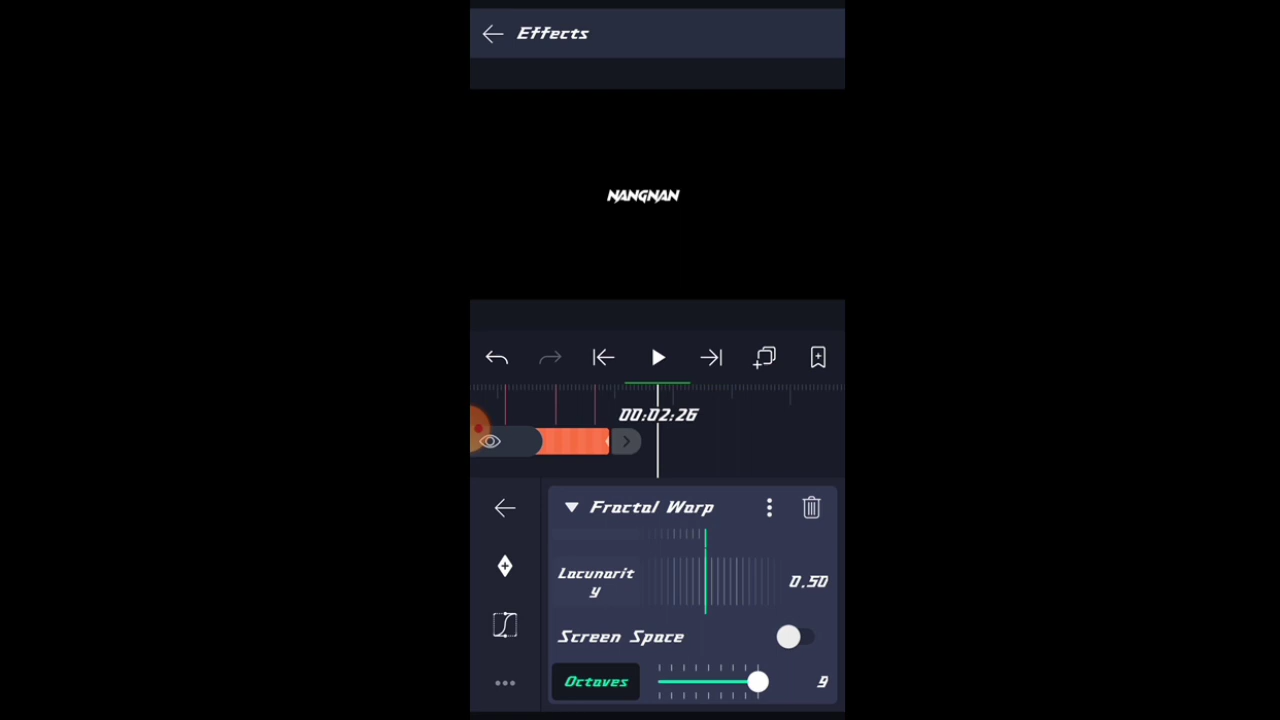 Effects
NANGNAN
00:02:26
Fractal Warp
Lacunarit
y
0.50
Screen Space
Octaves
9